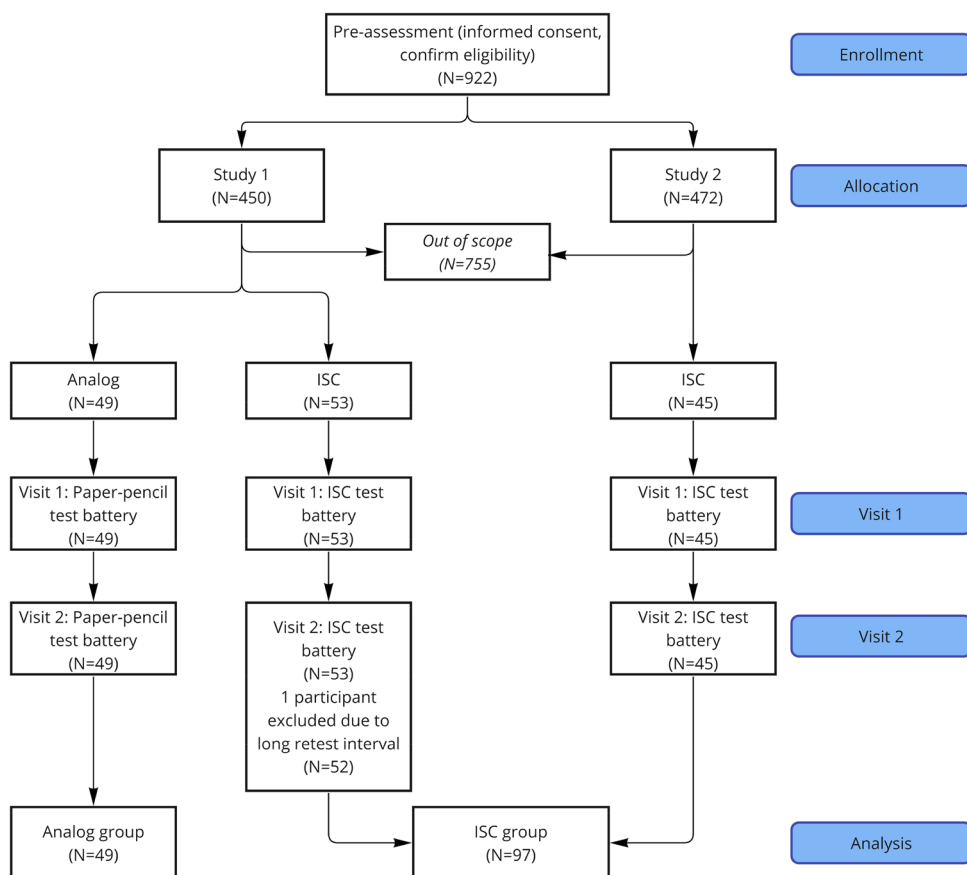 Pre-assessment (informed consent,
confirm eligibility)
(N=922)
Enrollment
Study 1
(N=450)
Study 2
(N=472)
Allocation
Out of scope
(N=755)
Analog
(N=49)
ISC
(N=53)
ISC
(N=45)
Visit 1: Paper-pencil
test battery
(N=49)
Visit 1: ISC test
battery
(N=53)
Visit 1: ISC test
battery
(N=45)
Visit 1
Visit 2: Paper-pencil
test battery
(N=49)
Visit 2: ISC test
battery
(N=53)
1 participant
excluded due to
long retest interval
(N=52)
Visit 2: ISC test
battery
(N=45)
Visit 2
Analog group
(N=49)
ISC group
(N=97)
Analysis